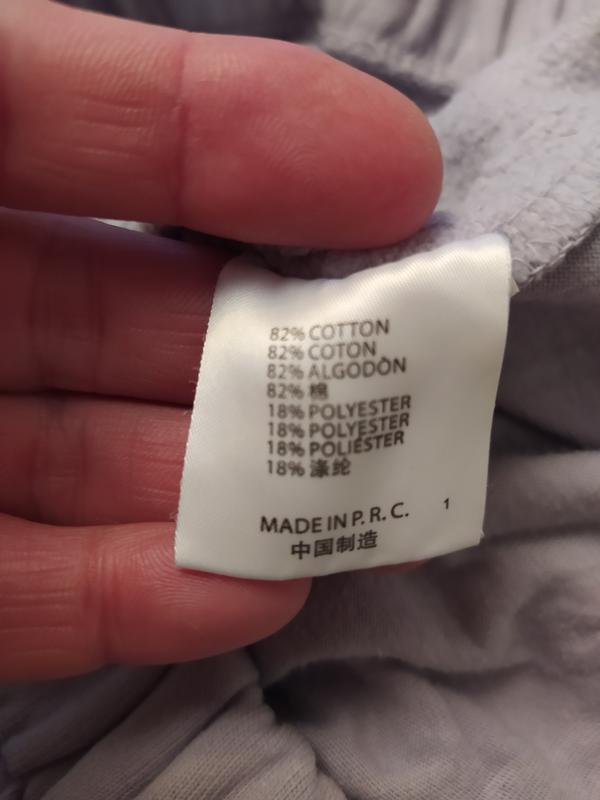 82% COTTON
82% COTON
82% ALGODÒN
82% 棉
18% POLYESTER
18% POLYESTER
18% POLIÉSTER
18% 涤纶
MADE IN P. R. C. 1
中国制造